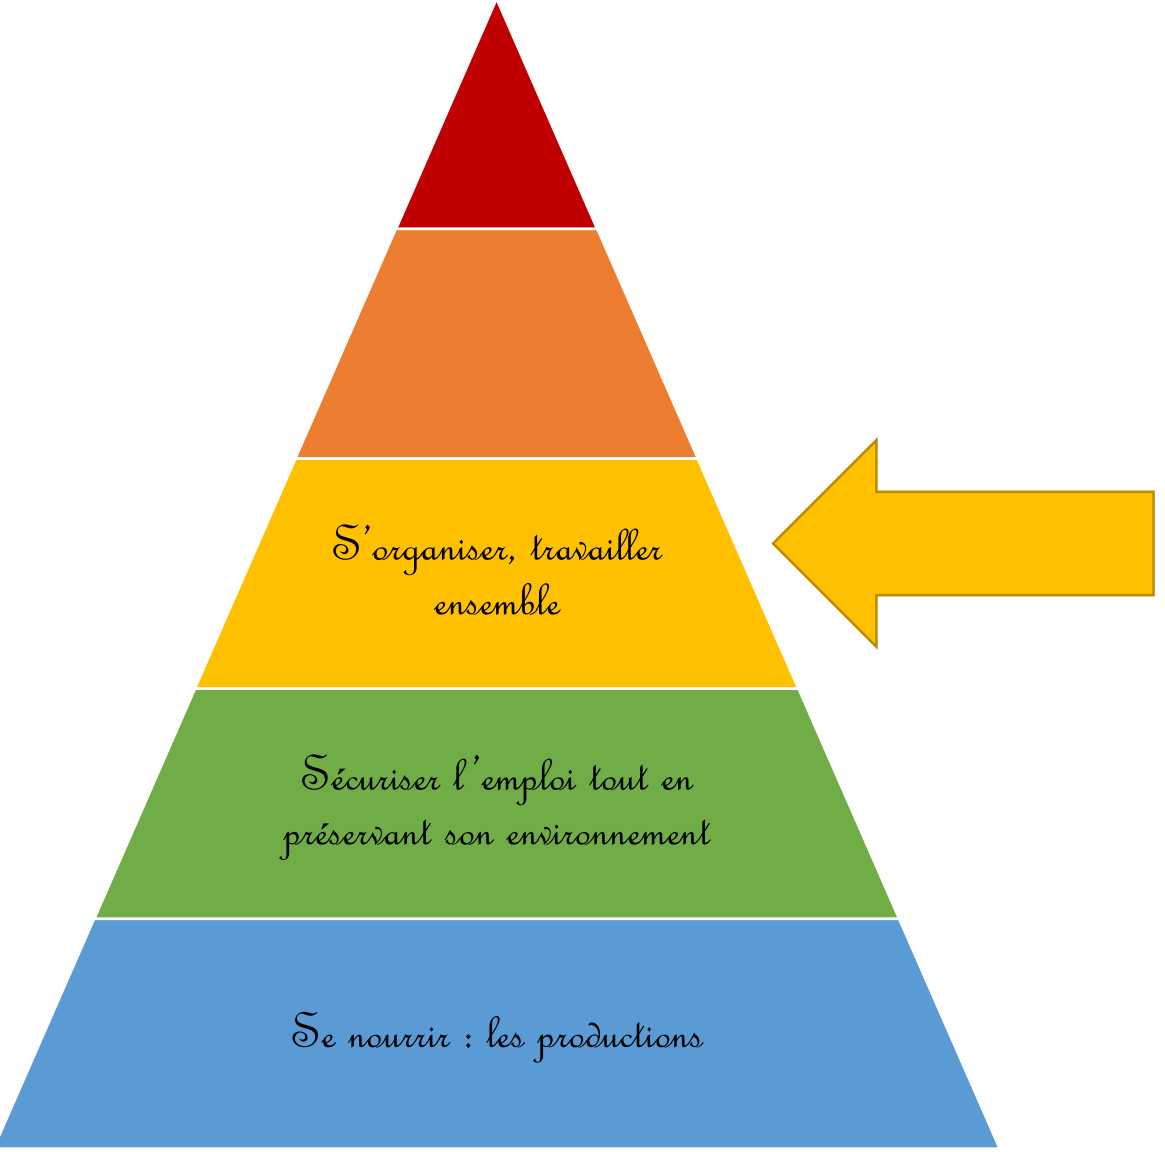 S'organiser, travailler
ensemble
Sécuriser l'emploi tout en
préservant son environnement
Se nourrir : les productions